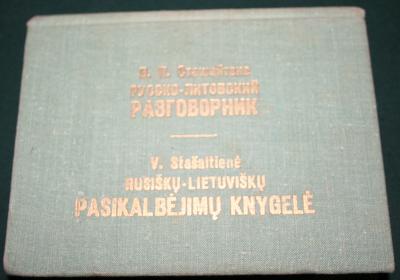 В. П. Сташайтене
РУССКО-ЛИТОВСКИЙ
РАЗГОВОРНИК
V. Stašaitienė
RUSIŠKŲ-LIETUVIŠKŲ
PASIKALBĖJIMŲ KNYGELĖ